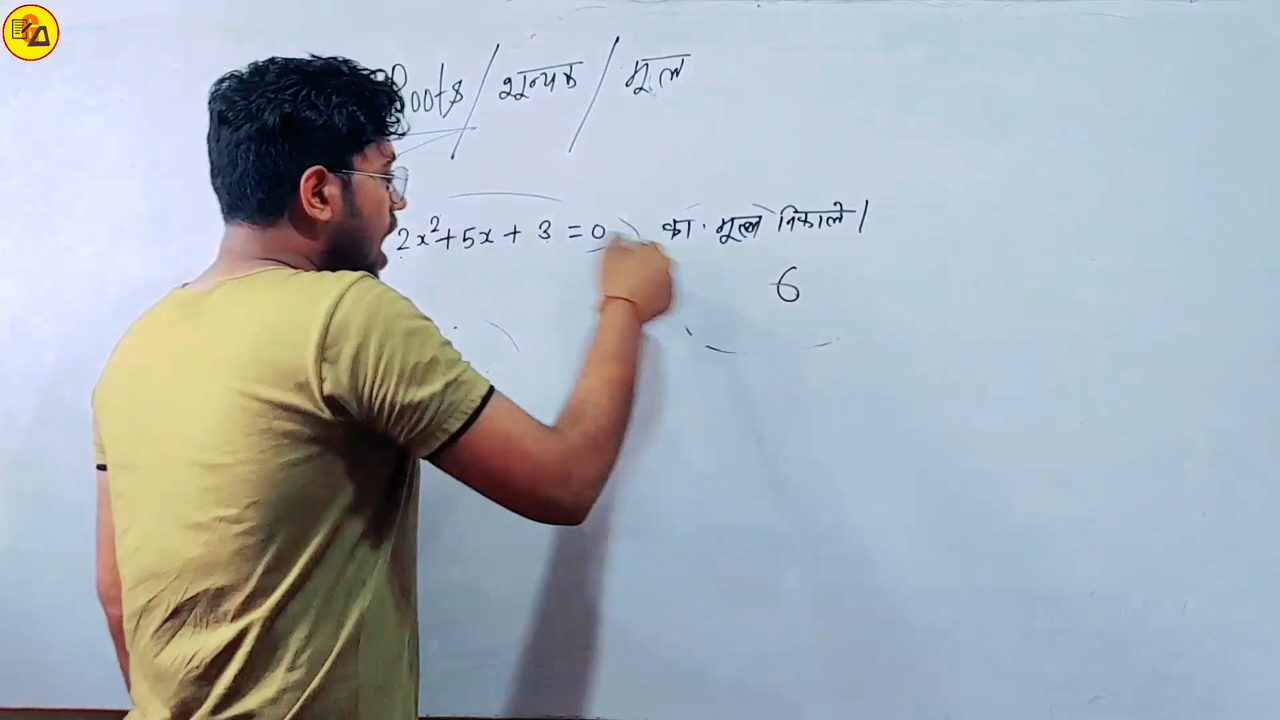 Roots / शून्यक / मूल
2x²+5x + 3 = 0 का मूल निकाले।
6